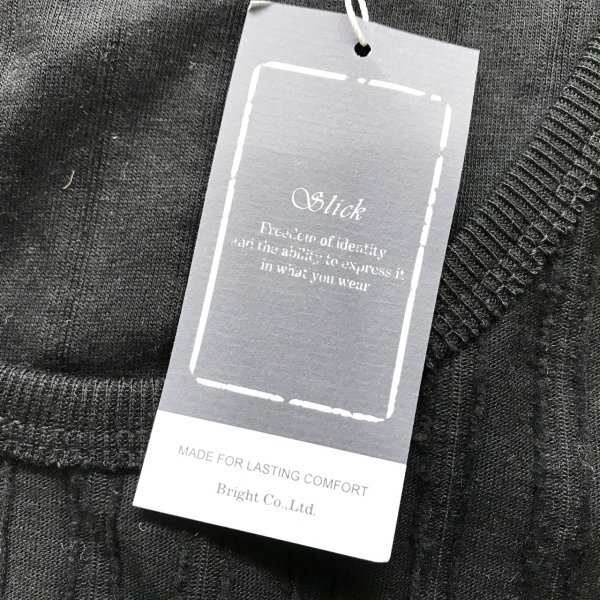 Slick
Freedom of identity
and the ability to express it
in what you wear
MADE FOR LASTING COMFORT
Bright Co.,Ltd.